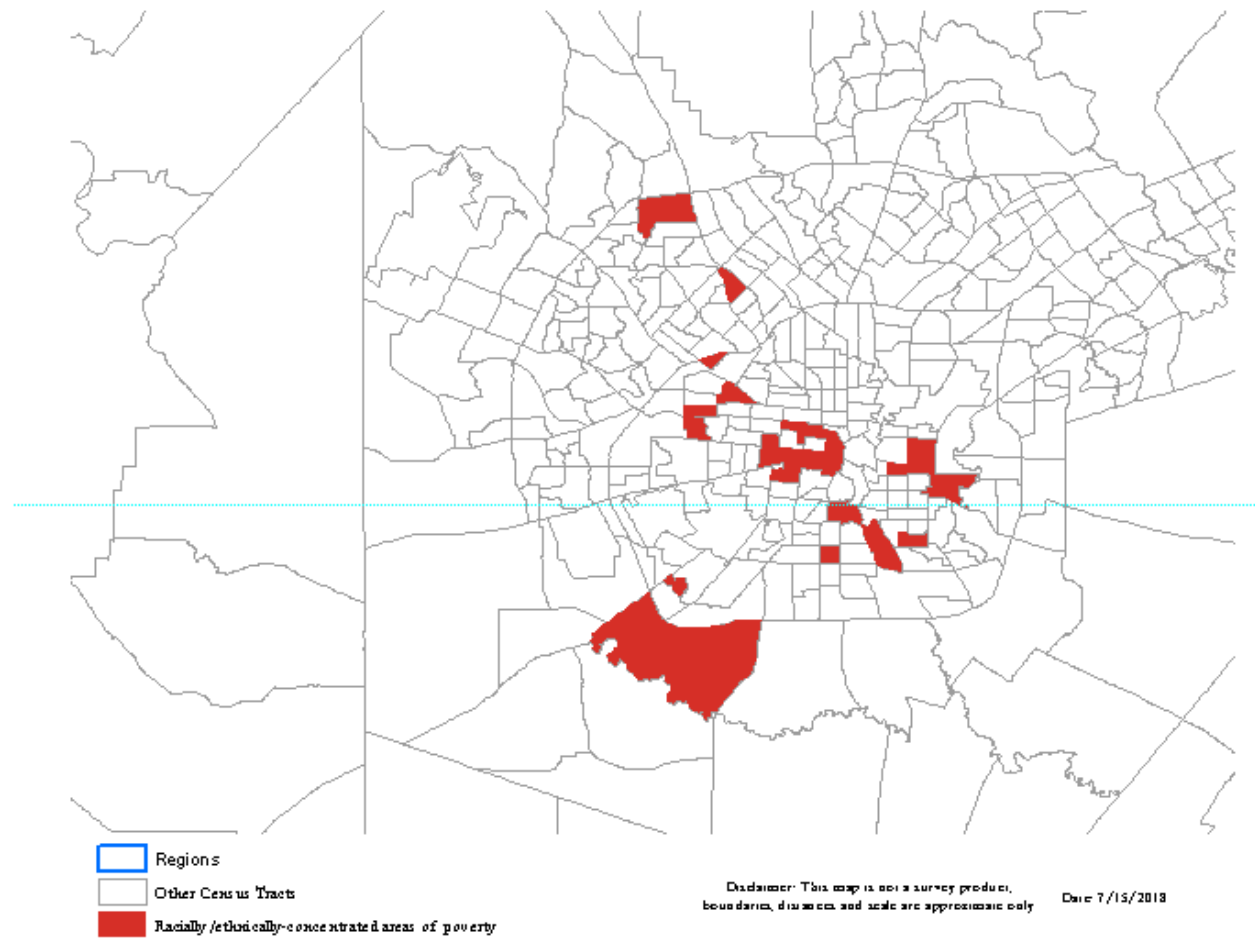 Regions
Other Census Tracts
Racially/ethnically-concentrated areas of poverty
Disclaimer: This map is not a survey product,
boundaries, distances and scale are approximate only
Date: 7/15/2018